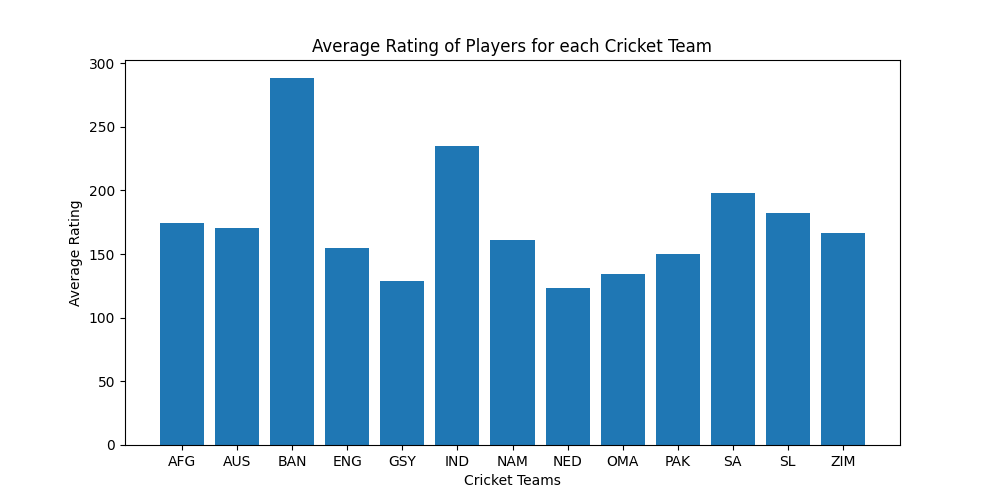 Average Rating of Players for each Cricket Team
300
250
200
150
100
50
0
Average Rating
AFG AUS BAN ENG GSY IND NAM NED OMA PAK SA SL ZIM
Cricket Teams